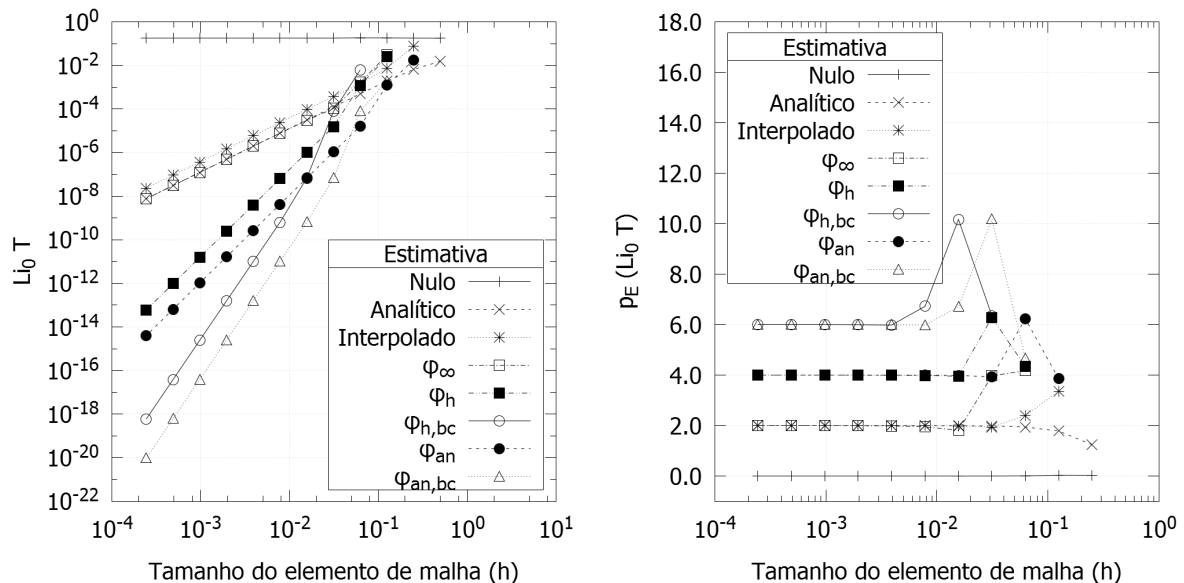 10^0
10^-2
10^-4
10^-6
10^-8
10^-10
10^-12
10^-14
10^-16
10^-18
10^-20
10^-22
Li₀ T
Estimativa
Nulo
Analítico
Interpolado
φ∞
φh
φh,bc
φan
φan,bc
10^-4 10^-3 10^-2 10^-1 10^0 10^1
Tamanho do elemento de malha (h)
18.0
16.0
14.0
12.0
10.0
8.0
6.0
4.0
2.0
0.0
pE (Li₀ T)
Estimativa
Nulo
Analítico
Interpolado
φ∞
φh
φh,bc
φan
φan,bc
10^-4 10^-3 10^-2 10^-1 10^0
Tamanho do elemento de malha (h)